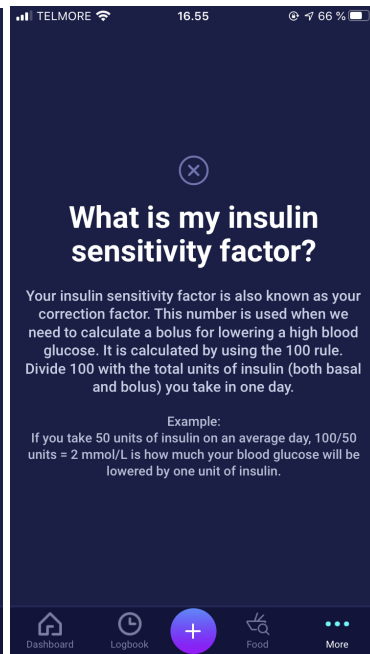 TELMORE 16.55 66 %
What is my insulin
sensitivity factor?
Your insulin sensitivity factor is also known as your
correction factor. This number is used when we
need to calculate a bolus for lowering a high blood
glucose. It is calculated by using the 100 rule.
Divide 100 with the total units of insulin (both basal
and bolus) you take in one day.
Example:
If you take 50 units of insulin on an average day, 100/50
units = 2 mmol/L is how much your blood glucose will be
lowered by one unit of insulin.
Dashboard Logbook Food More